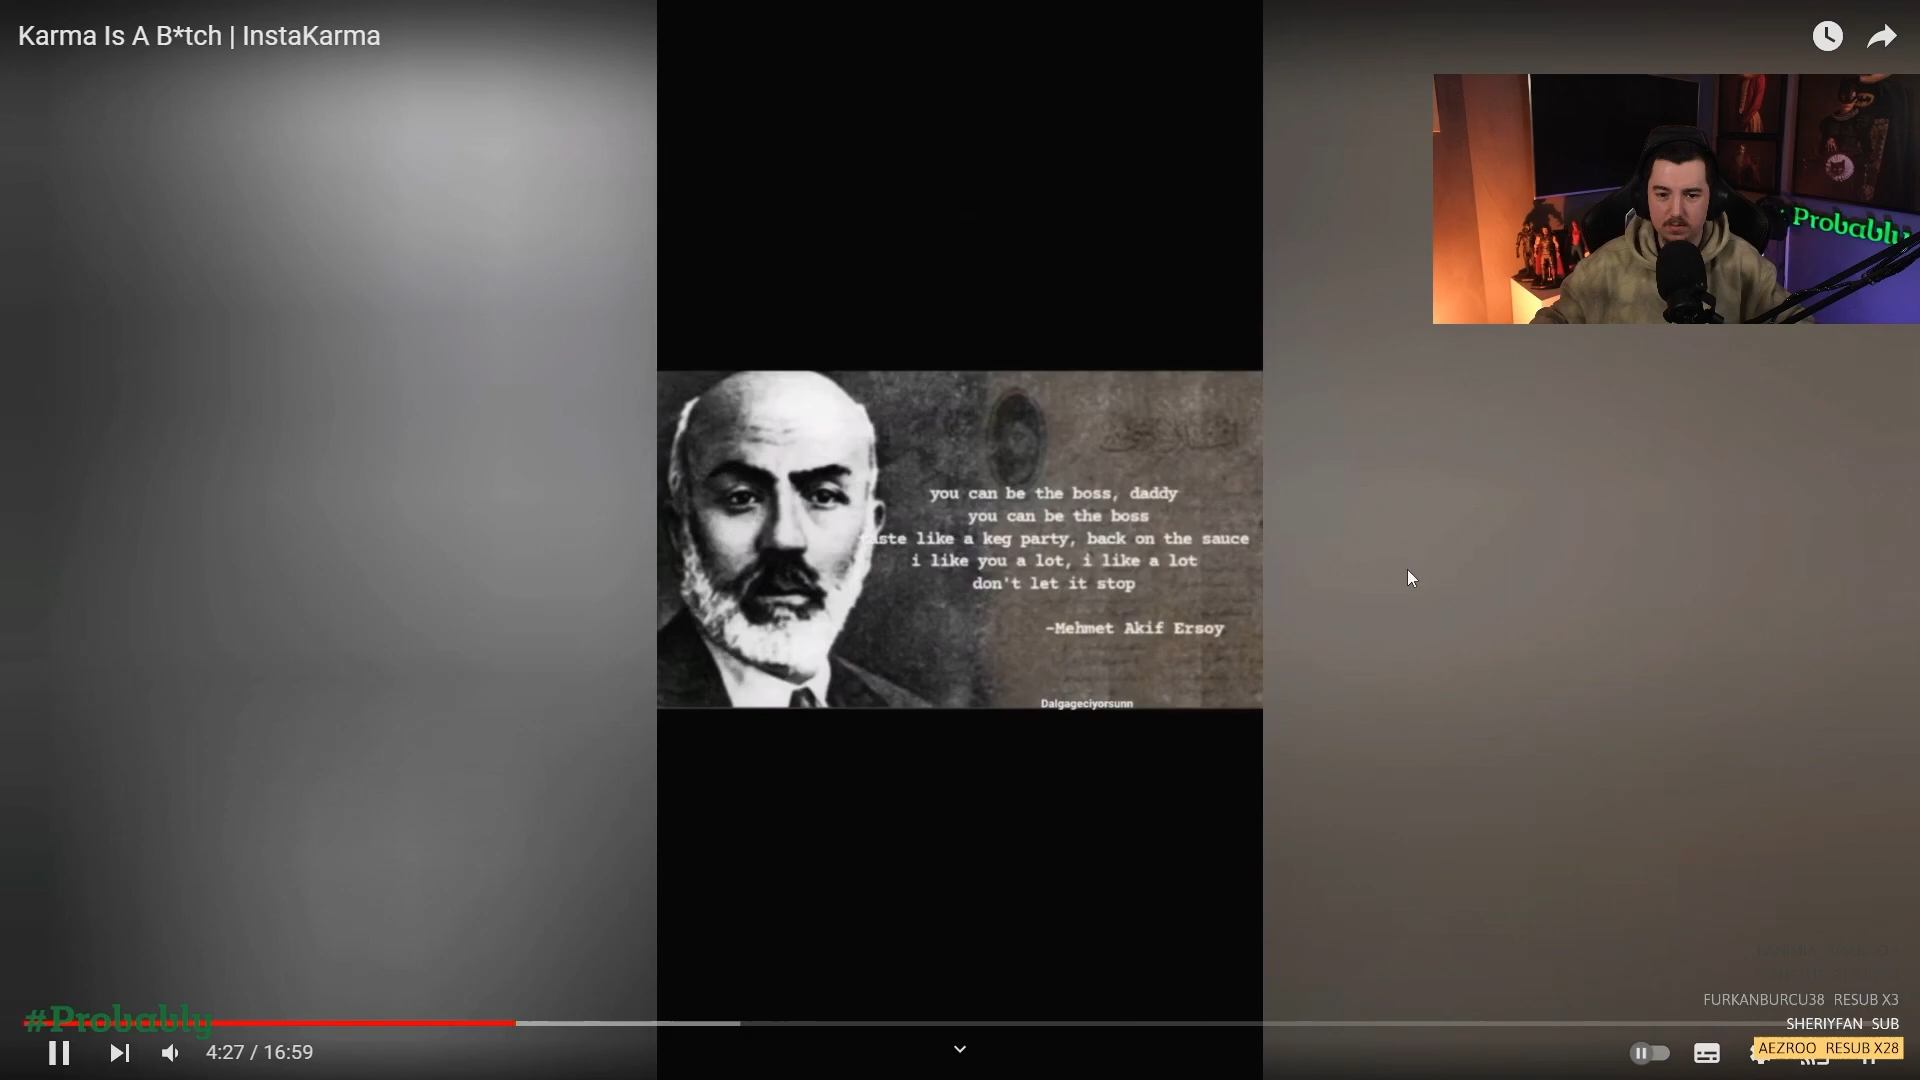 Karma Is A B*tch | InstaKarma
Probably
you can be the boss, daddy
you can be the boss
like a keg party, back on the sauce
i like you a lot, i like a lot
don't let it stop
-Mehmet Akif Ersoy
Dalgageciyorsunn
FURKANBURCU38 RESUB X3
#Probably
SHERIYFAN SUB
4:27 / 16:59
AEZROO RESUB X28